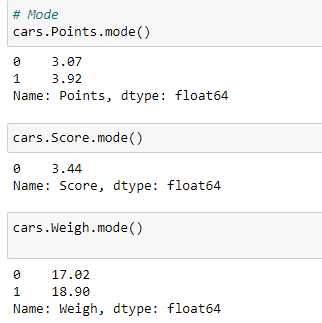 # Mode
cars.Points.mode()
0    3.07
1    3.92
Name: Points, dtype: float64
cars.Score.mode()
0    3.44
Name: Score, dtype: float64
cars.Weigh.mode()
0    17.02
1    18.90
Name: Weigh, dtype: float64